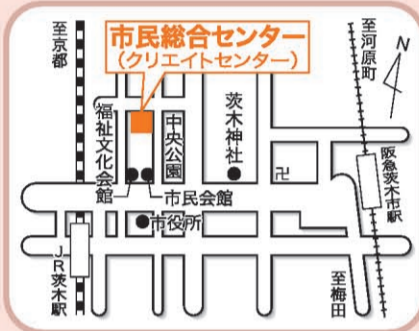 至京都
市民総合センター
(クリエイトセンター)
至河原町
N
福祉文化会館
中央公園
茨木神社
卍
阪急茨木市駅
市民会館
市役所
JR茨木駅
至梅田